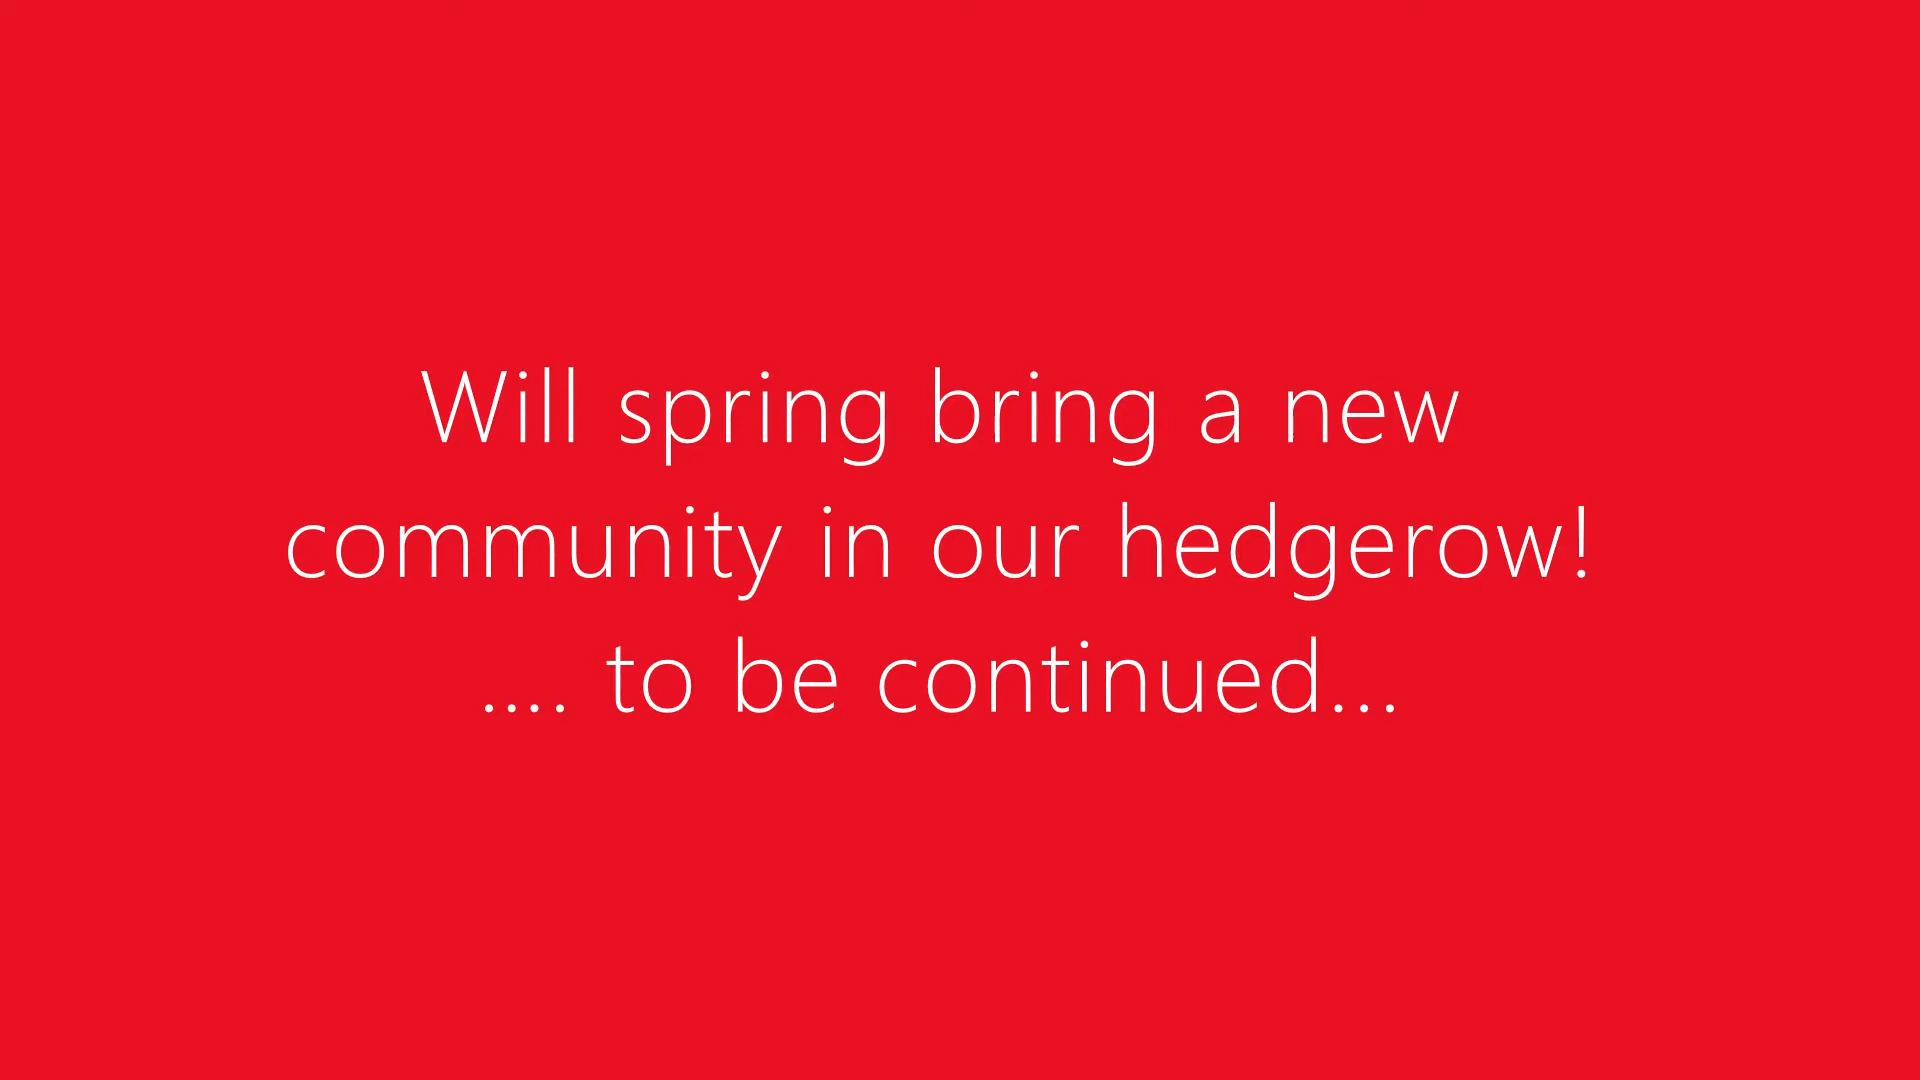 Will spring bring a new
community in our hedgerow!
.... to be continued...